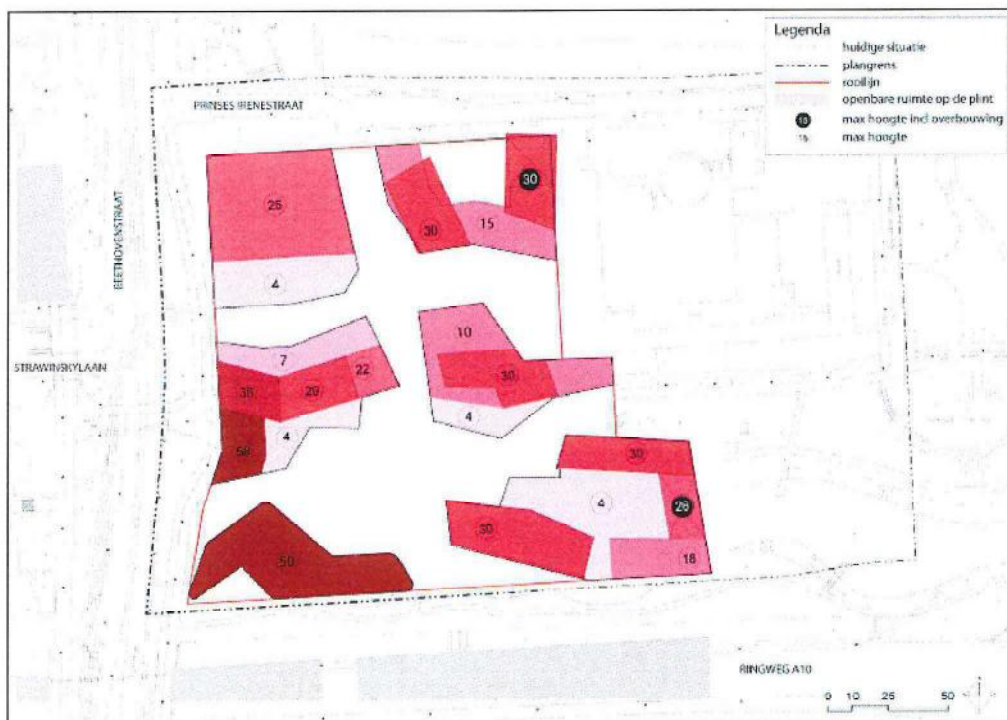 Legenda
huidige situatie
plangrens
rooilijn
openbare ruimte op de plint
max hoogte incl overbouwing
max hoogte
PRINSES IRENESTRAAT
BEETHOVENSTRAAT
STRAWINSKYLAAN
25
30
30
15
4
10
7
22
29
30
4
4
50
30
4
30
28
18
RINGWEG A10
0 10 25 50